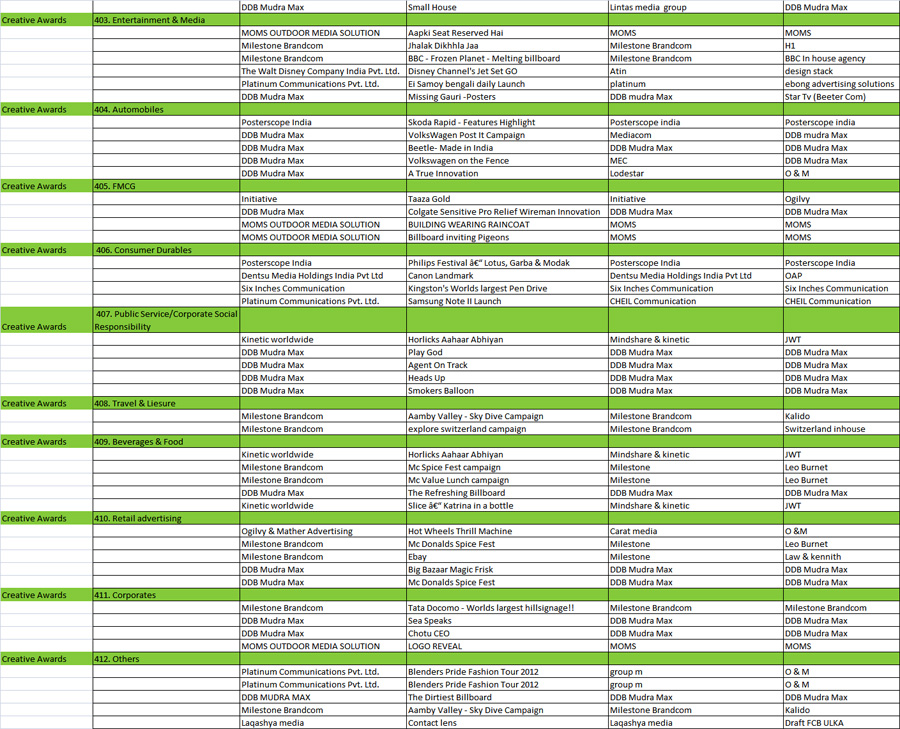 DDB Mudra Max Small House Lintas media group DDB Mudra Max
Creative Awards 403. Entertainment & Media
MOMS OUTDOOR MEDIA SOLUTION Aapki Seat Reserved Hai MOMS MOMS
Milestone Brandcom Jhalak Dikhhla Jaa Milestone Brandcom H1
Milestone Brandcom BBC - Frozen Planet - Melting billboard Milestone Brandcom BBC In house agency
The Walt Disney Company India Pvt. Ltd. Disney Channel's Jet Set GO Atin design stack
Platinum Communications Pvt. Ltd. Ei Samoy bengali daily Launch platinum ebong advertising solutions
DDB Mudra Max Missing Gauri -Posters DDB mudra Max Star Tv (Beeter Com)
Creative Awards 404. Automobiles
Posterscope India Skoda Rapid - Features Highlight Posterscope india Posterscope india
DDB Mudra Max VolksWagen Post It Campaign Mediacom DDB mudra Max
DDB Mudra Max Beetle- Made in India DDB Mudra Max DDB Mudra Max
DDB Mudra Max Volkswagen on the Fence MEC DDB Mudra Max
DDB Mudra Max A True Innovation Lodestar O & M
Creative Awards 405. FMCG
Initiative Taaza Gold Initiative Ogilvy
DDB Mudra Max Colgate Sensitive Pro Relief Wireman Innovation DDB Mudra Max DDB Mudra Max
MOMS OUTDOOR MEDIA SOLUTION BUILDING WEARING RAINCOAT MOMS MOMS
MOMS OUTDOOR MEDIA SOLUTION Billboard inviting Pigeons MOMS MOMS
Creative Awards 406. Consumer Durables
Posterscope India Philips Festival â€“ Lotus, Garba & Modak Posterscope India Posterscope India
Dentsu Media Holdings India Pvt Ltd Canon Landmark Dentsu Media Holdings India Pvt Ltd OAP
Six Inches Communication Kingston's Worlds largest Pen Drive Six Inches Communication Six Inches Communication
Platinum Communications Pvt. Ltd. Samsung Note II Launch CHEIL Communication CHEIL Communication
407. Public Service/Corporate Social
Creative Awards Responsibility
Kinetic worldwide Horlicks Aahaar Abhiyan Mindshare & kinetic JWT
DDB Mudra Max Play God DDB Mudra Max DDB Mudra Max
DDB Mudra Max Agent On Track DDB Mudra Max DDB Mudra Max
DDB Mudra Max Heads Up DDB Mudra Max DDB Mudra Max
DDB Mudra Max Smokers Balloon DDB Mudra Max DDB Mudra Max
Creative Awards 408. Travel & Liesure
Milestone Brandcom Aamby Valley - Sky Dive Campaign Milestone Brandcom Kalido
Milestone Brandcom explore switzerland campaign Milestone Brandcom Switzerland inhouse
Creative Awards 409. Beverages & Food
Kinetic worldwide Horlicks Aahaar Abhiyan Mindshare & kinetic JWT
Milestone Brandcom Mc Spice Fest campaign Milestone Leo Burnet
Milestone Brandcom Mc Value Lunch campaign Milestone Leo Burnet
DDB Mudra Max The Refreshing Billboard DDB Mudra Max DDB Mudra Max
Kinetic worldwide Slice â€“ Katrina in a bottle Mindshare & kinetic JWT
Creative Awards 410. Retail advertising
Ogilvy & Mather Advertising Hot Wheels Thrill Machine Carat media O &M
Milestone Brandcom Mc Donalds Spice Fest Milestone Leo Burnet
Milestone Brandcom Ebay Milestone Law & kennith
DDB Mudra Max Big Bazaar Magic Frisk DDB Mudra Max DDB Mudra Max
DDB Mudra Max Mc Donalds Spice Fest DDB Mudra Max DDB Mudra Max
Creative Awards 411. Corporates
Milestone Brandcom Tata Docomo - Worlds largest hillsignage!! Milestone Brandcom Milestone Brandcom
DDB Mudra Max Sea Speaks DDB Mudra Max DDB Mudra Max
DDB Mudra Max Chotu CEO DDB Mudra Max DDB Mudra Max
MOMS OUTDOOR MEDIA SOLUTION LOGO REVEAL MOMS MOMS
Creative Awards 412. Others
Platinum Communications Pvt. Ltd. Blenders Pride Fashion Tour 2012 group m O & M
Platinum Communications Pvt. Ltd. Blenders Pride Fashion Tour 2012 group m O & M
DDB MUDRA MAX The Dirtiest Billboard DDB Mudra Max DDB Mudra Max
Milestone Brandcom Aamby Valley - Sky Dive Campaign Milestone Brandcom Kalido
Laqashya media Contact lens Laqashya media Draft FCB ULKA